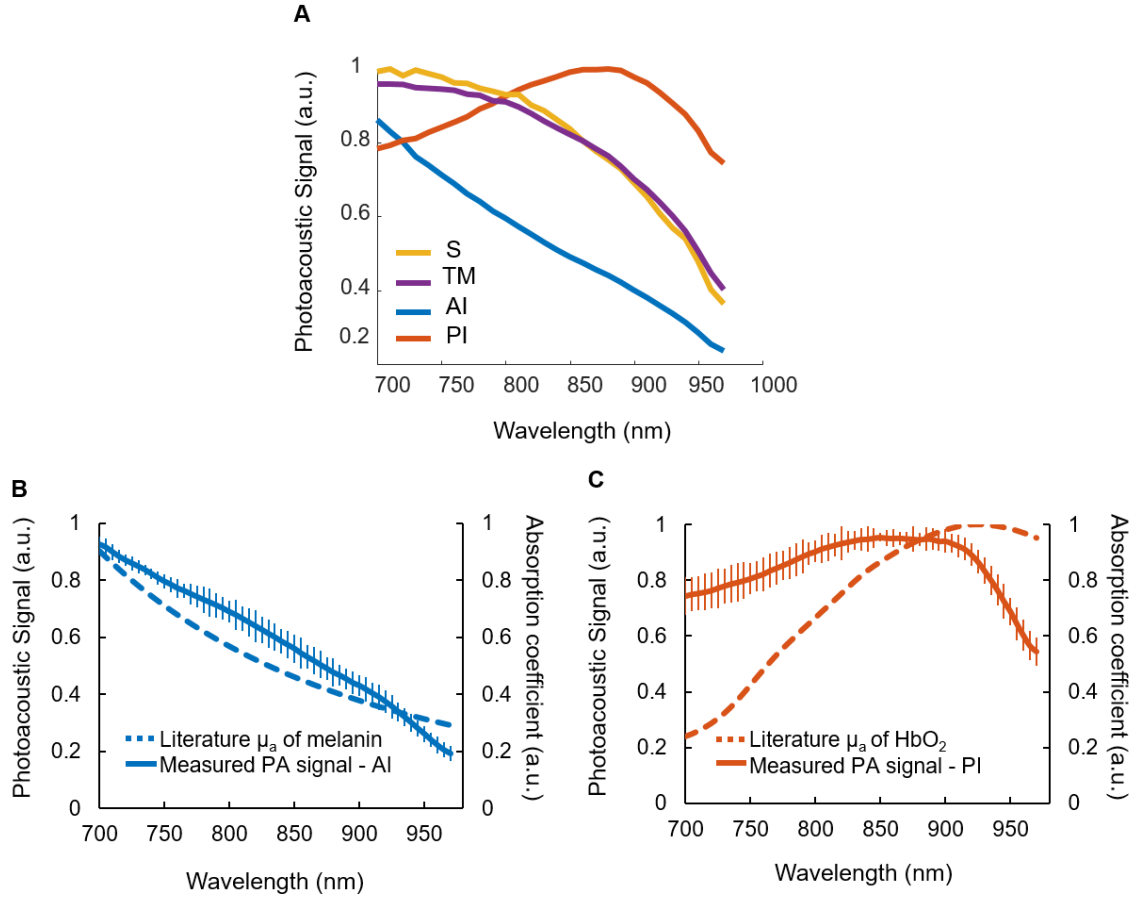 A
Photoacoustic Signal (a.u.)
1
0.8
0.6
0.4
0.2
S
TM
AI
PI
700 750 800 850 900 950 1000
Wavelength (nm)
B
Photoacoustic Signal (a.u.)
1
0.8
0.6
0.4
0.2
0
Literature μa of melanin
Measured PA signal - AI
1
0.8
0.6
0.4
0.2
0
Absorption coefficient (a.u.)
700 750 800 850 900 950
Wavelength (nm)
C
Photoacoustic Signal (a.u.)
1
0.8
0.6
0.4
0.2
0
Literature μa of HbO2
Measured PA signal - PI
1
0.8
0.6
0.4
0.2
0
Absorption coefficient (a.u.)
700 750 800 850 900 950
Wavelength (nm)